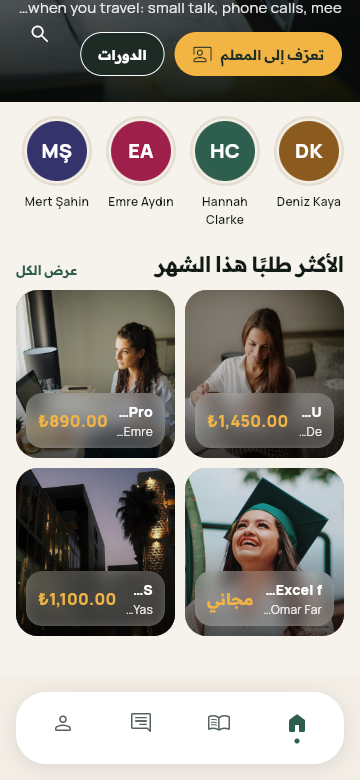 ...when you travel: small talk, phone calls, mee
تعرّف إلى المعلم
الدورات
DK
HC
EA
MŞ
Deniz Kaya
Hannah Clarke
Emre Aydın
Mert Şahin
الأكثر طلبًا هذا الشهر
عرض الكل
U...
De...
₺1,450.00
Pro...
Emre...
₺890.00
Excel f...
Omar Far...
مجاني
S...
Yas...
₺1,100.00